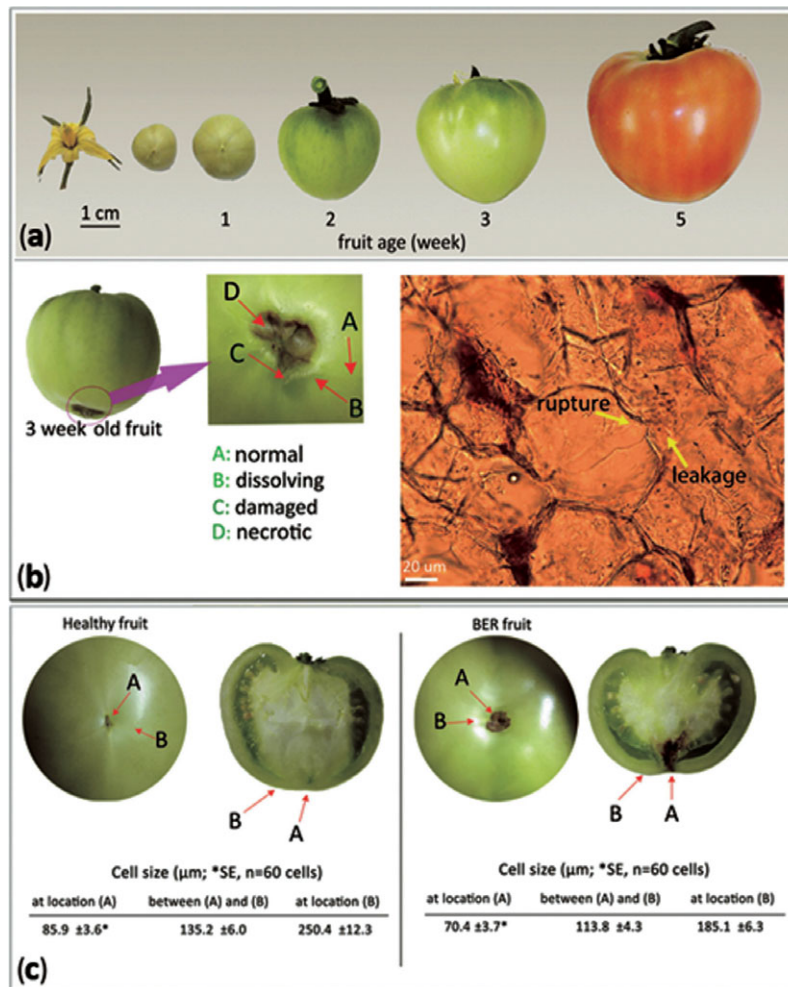 1 cm
1
2
3
5
fruit age (week)
(a)
D
A
C
B
3 week old fruit
A: normal
B: dissolving
C: damaged
D: necrotic
rupture
leakage
20 um
(b)
Healthy fruit
A
B
B
A
Cell size (μm; *SE, n=60 cells)
at location (A) between (A) and (B) at location (B)
85.9 ±3.6* 135.2 ±6.0 250.4 ±12.3
BER fruit
A
B
B
A
Cell size (μm; *SE, n=60 cells)
at location (A) between (A) and (B) at location (B)
70.4 ±3.7* 113.8 ±4.3 185.1 ±6.3
(c)